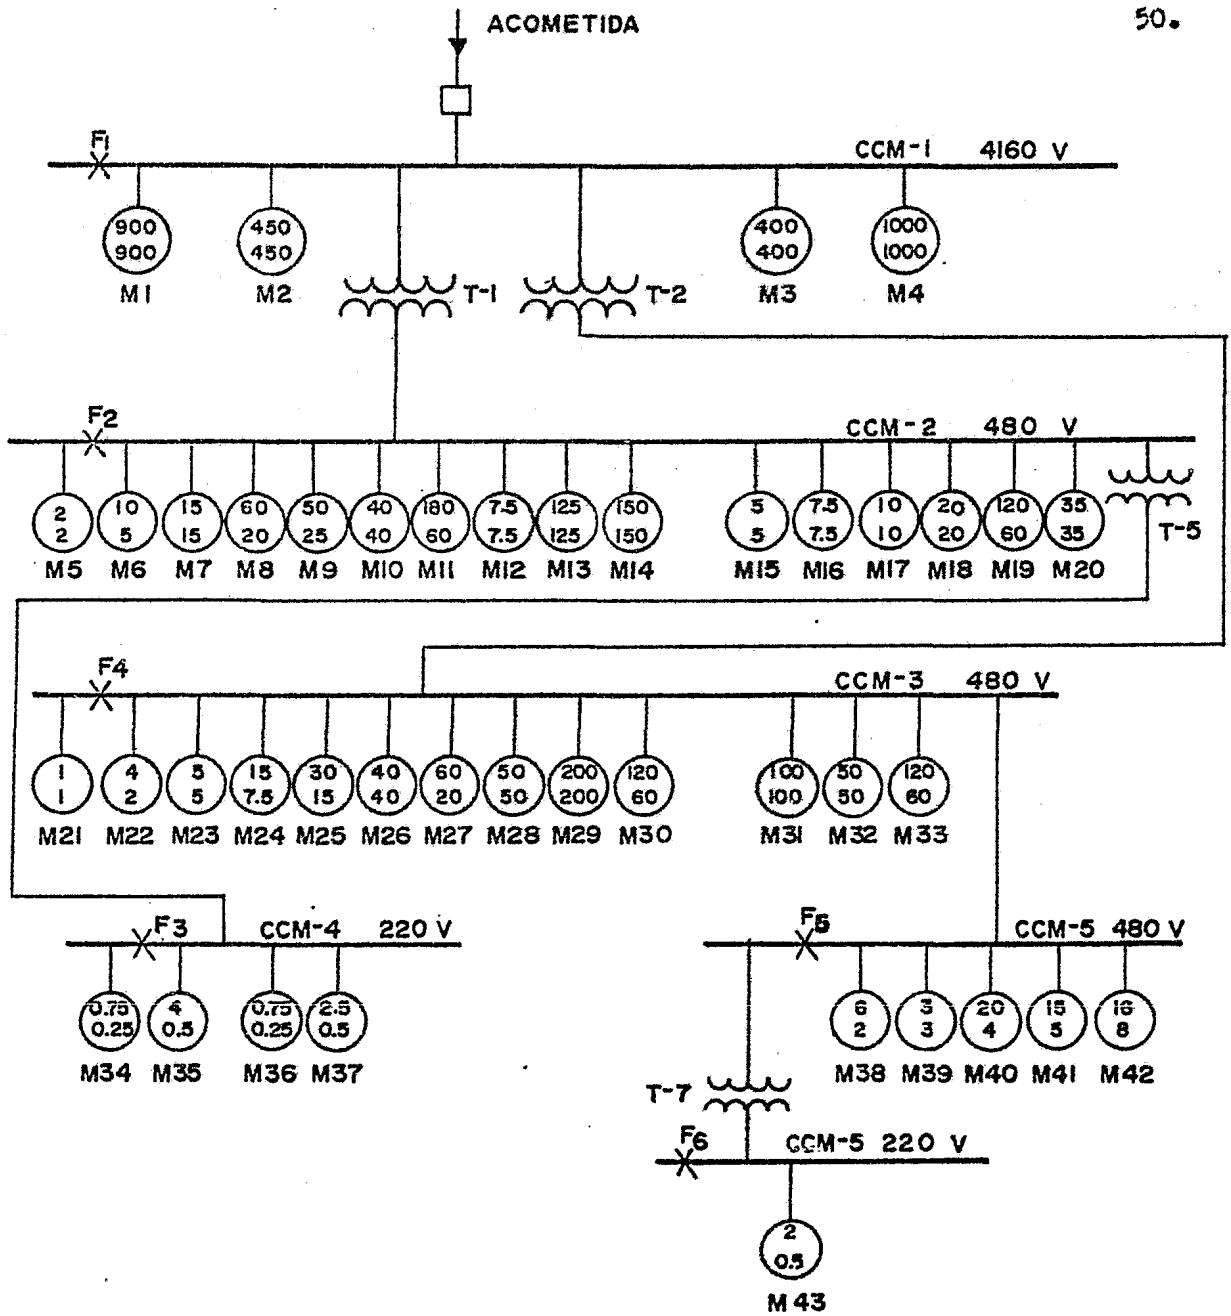 50.
ACOMETIDA
F1
CCM-1 4160 V
900 450 400 1000
900 450 400 1000
M1 M2 T-1 T-2 M3 M4
F2
CCM-2 480 V
2 10 15 60 50 40 180 7.5 125 150 5 7.5 10 20 120 35
2 5 15 20 25 40 60 7.5 125 150 5 7.5 10 20 60 35
T-5
M5 M6 M7 M8 M9 M10 M11 M12 M13 M14 M15 M16 M17 M18 M19 M20
F4
CCM-3 480 V
1 4 5 15 30 40 60 50 200 120 100 50 120
1 2 5 7.5 15 40 20 50 200 60 100 50 60
M21 M22 M23 M24 M25 M26 M27 M28 M29 M30 M31 M32 M33
F3 CCM-4 220 V
F5 CCM-5 480 V
0.75 4 0.75 2.5
0.25 0.5 0.25 0.5
M34 M35 M36 M37
6 3 20 15 16
2 3 4 5 8
M38 M39 M40 M41 M42
T-7
F6 CCM-5 220 V
2
0.5
M43